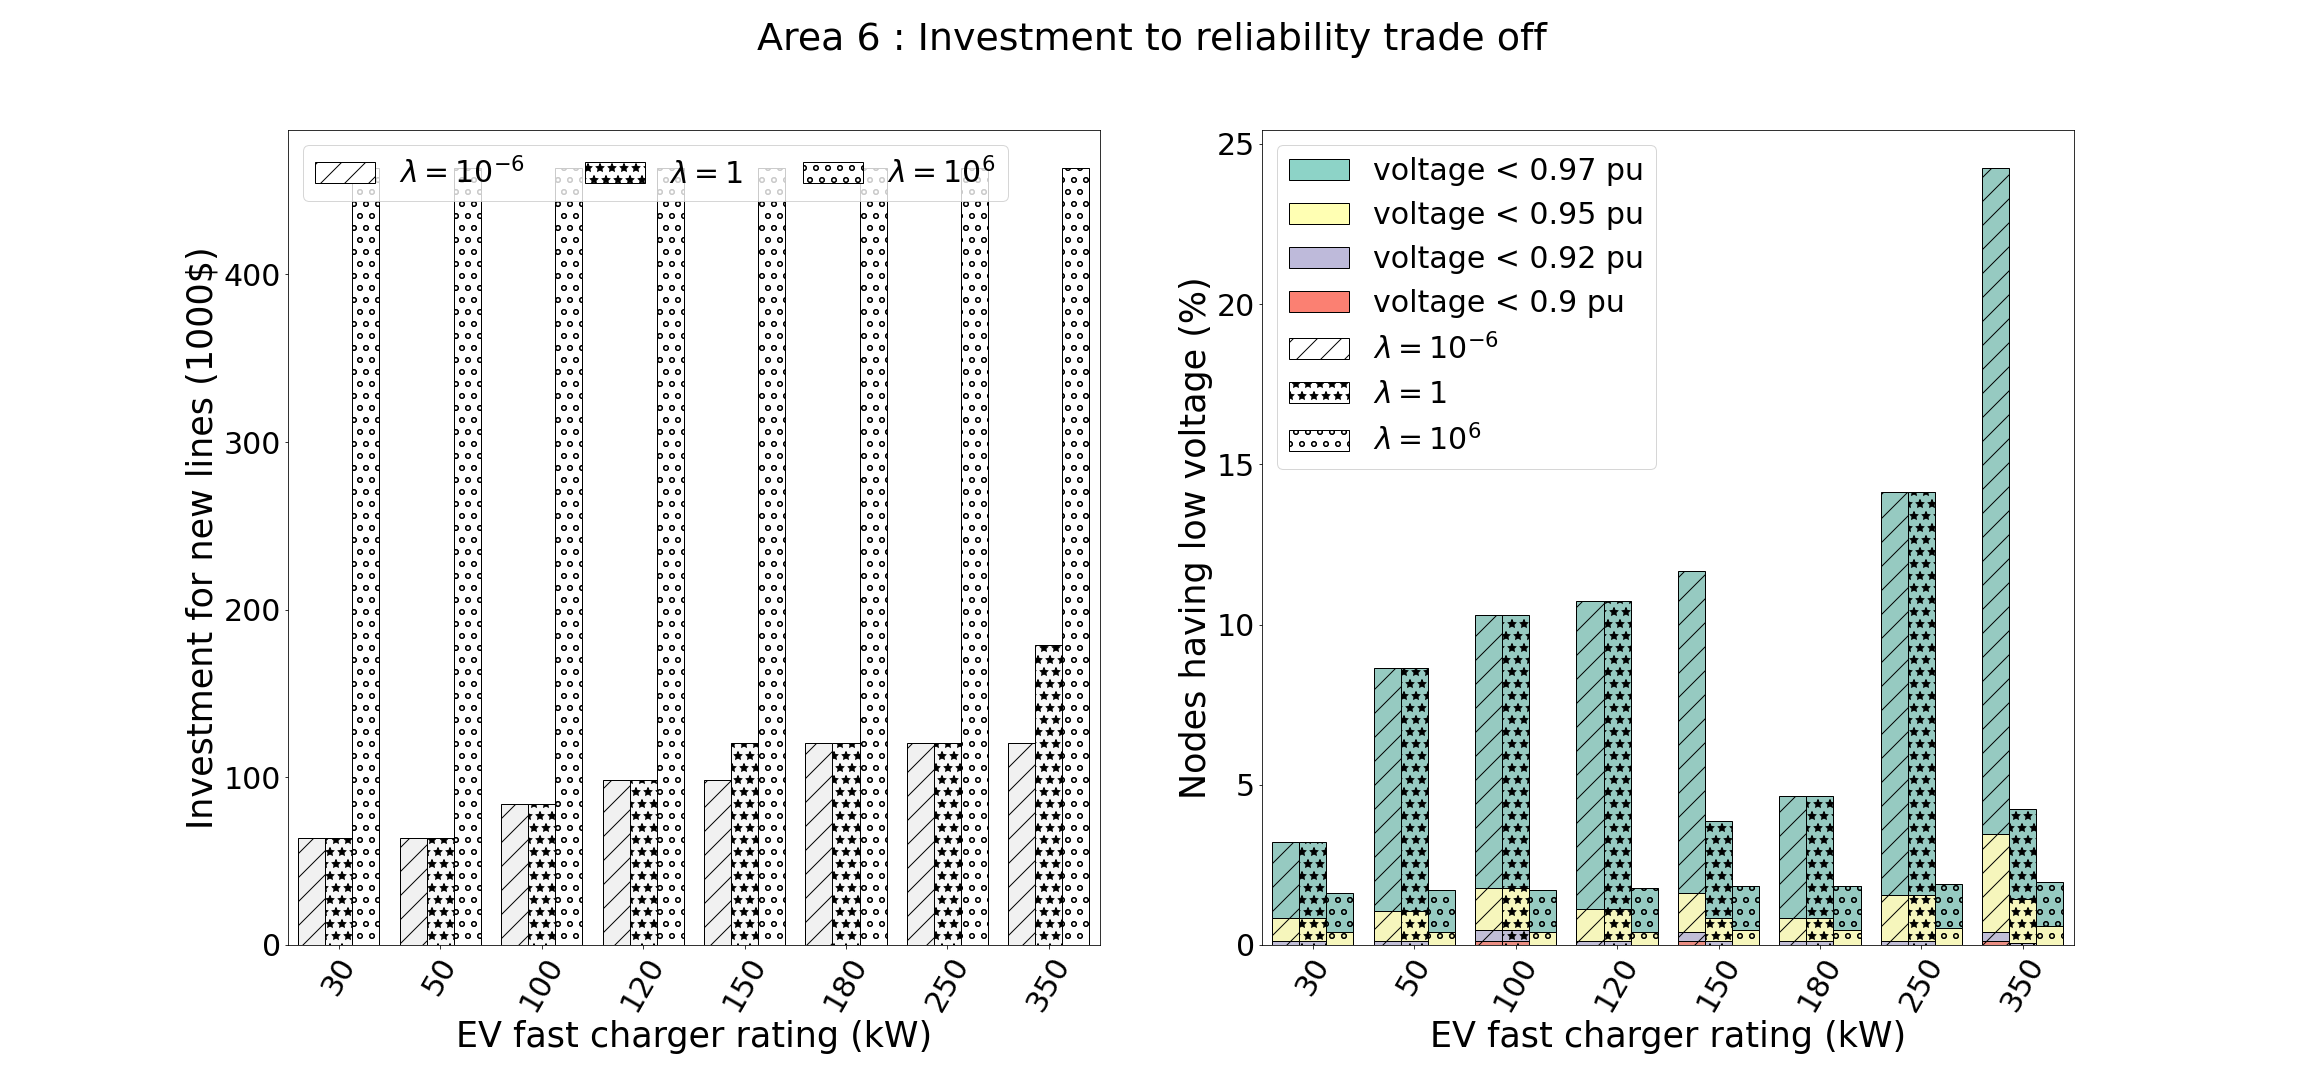 Area 6 : Investment to reliability trade off
λ = 10⁻⁶ λ = 1 λ = 10⁶
Investment for new lines (1000$)
400
300
200
100
0
30 50 100 120 150 180 250 350
EV fast charger rating (kW)
voltage < 0.97 pu
voltage < 0.95 pu
voltage < 0.92 pu
voltage < 0.9 pu
λ = 10⁻⁶
λ = 1
λ = 10⁶
Nodes having low voltage (%)
25
20
15
10
5
0
30 50 100 120 150 180 250 350
EV fast charger rating (kW)